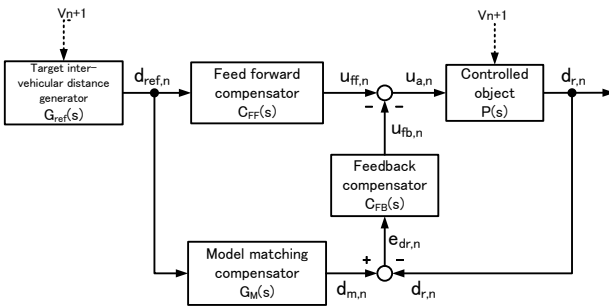 Vn+1
Vn+1
Target inter-
vehicular distance
generator
Gref(s)
dref,n
Feed forward
compensator
CFF(s)
uff,n
− −
ua,n
Controlled
object
P(s)
dr,n
ufb,n
Feedback
compensator
CFB(s)
edr,n
Model matching
compensator
GM(s)
+ −
dm,n
dr,n